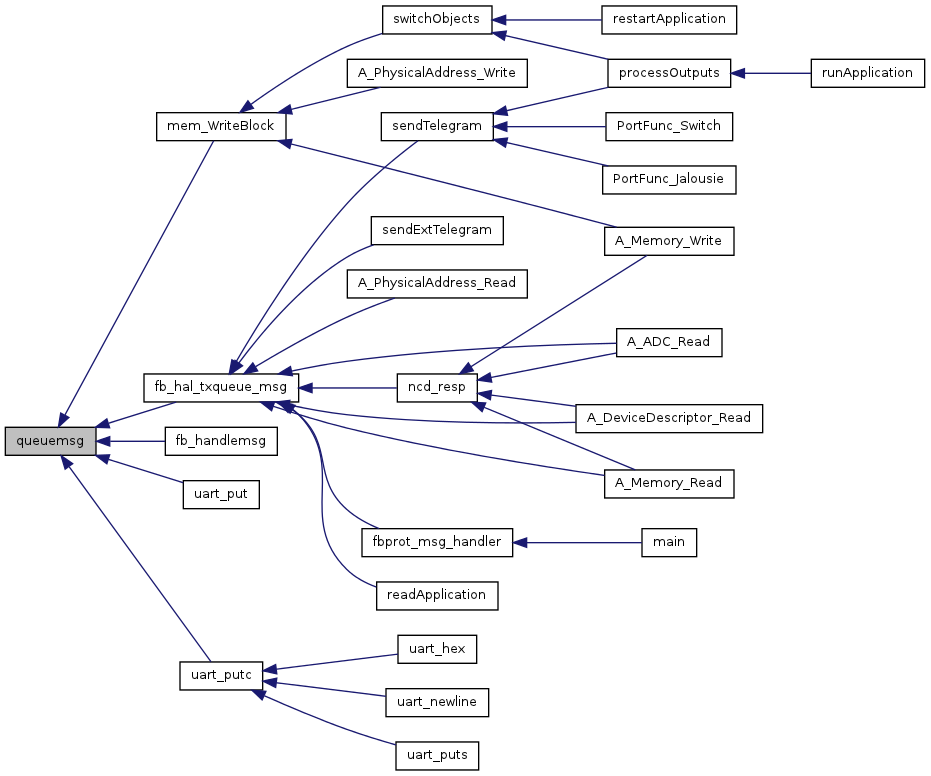 switchObjects
restartApplication
A_PhysicalAddress_Write
processOutputs
runApplication
mem_WriteBlock
sendTelegram
PortFunc_Switch
PortFunc_Jalousie
sendExtTelegram
A_Memory_Write
A_PhysicalAddress_Read
A_ADC_Read
fb_hal_txqueue_msg
ncd_resp
A_DeviceDescriptor_Read
queuemsg
fb_handlemsg
A_Memory_Read
uart_put
fbprot_msg_handler
main
readApplication
uart_hex
uart_putc
uart_newline
uart_puts